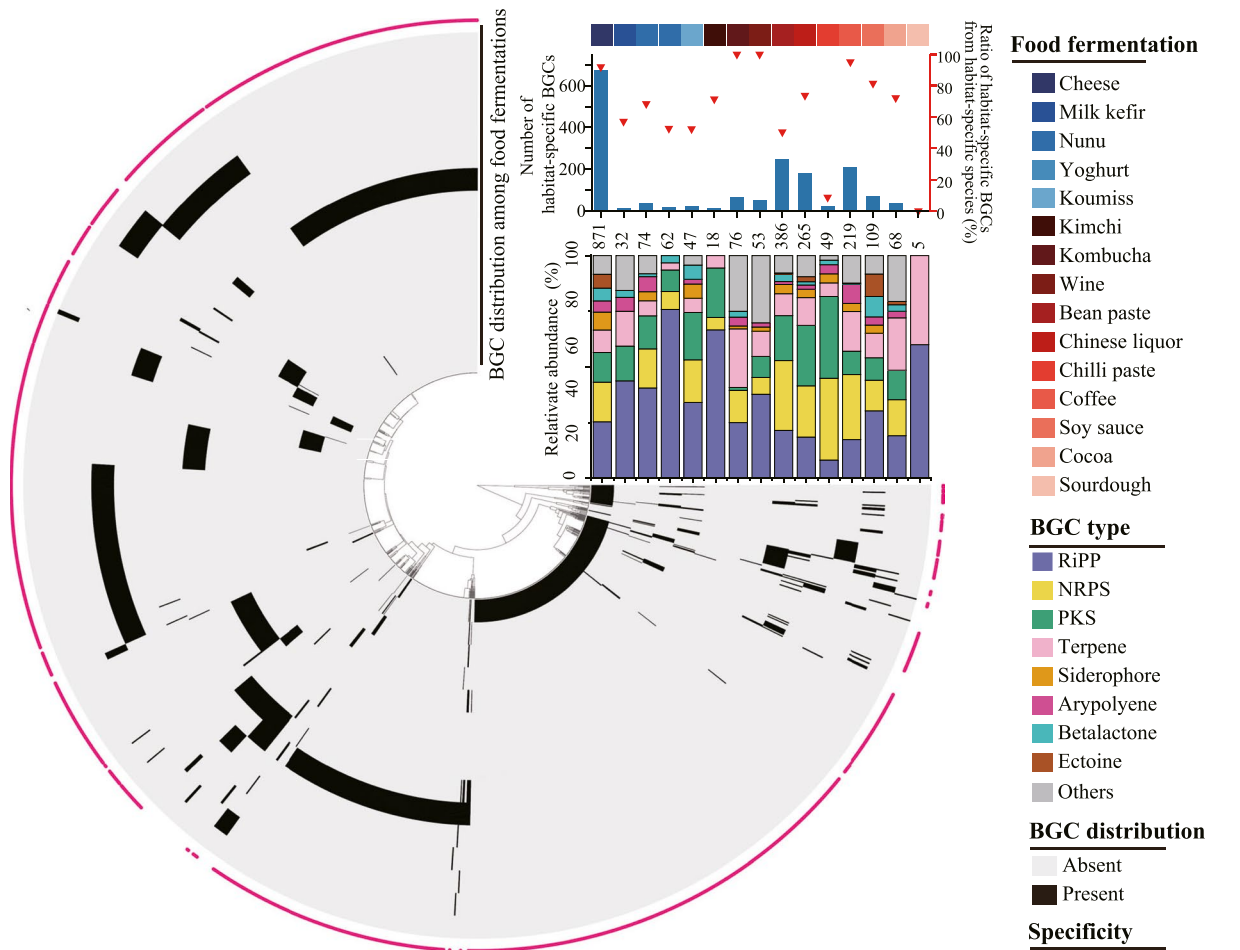 BGC distribution among food fermentations
Number of
habitat-specific BGCs
600
400
200
0
100
80
60
40
20
0
Ratio of habitat-specific BGCs
from habitat-specific species (%)
871 32 74 62 47 18 76 53 386 265 49 219 109 68 5
Relativate abundance (%)
100
80
60
40
20
0
Food fermentation
Cheese
Milk kefir
Nunu
Yoghurt
Koumiss
Kimchi
Kombucha
Wine
Bean paste
Chinese liquor
Chilli paste
Coffee
Soy sauce
Cocoa
Sourdough
BGC type
RiPP
NRPS
PKS
Terpene
Siderophore
Arypolyene
Betalactone
Ectoine
Others
BGC distribution
Absent
Present
Specificity